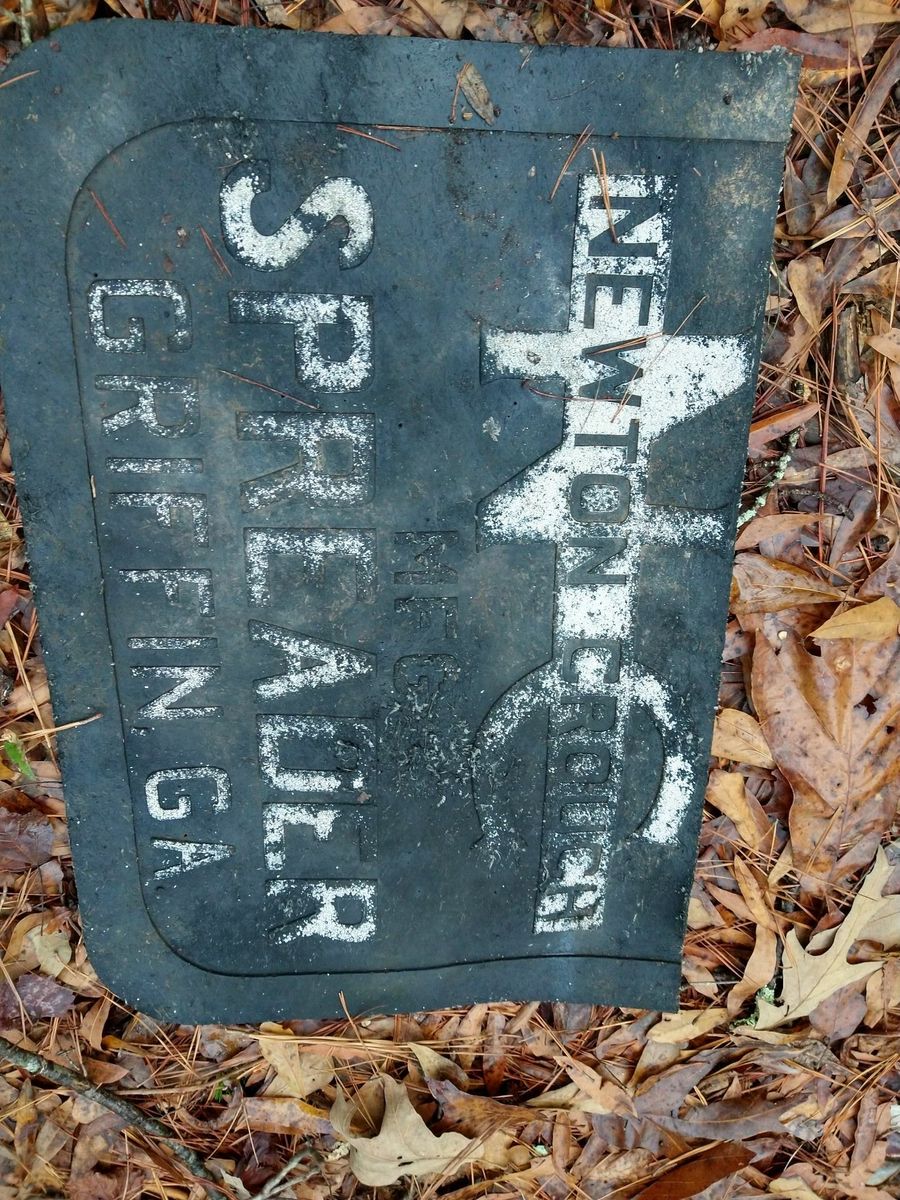 NEWTON CROUCH
MFG.
SPREADER
GRIFFIN, GA